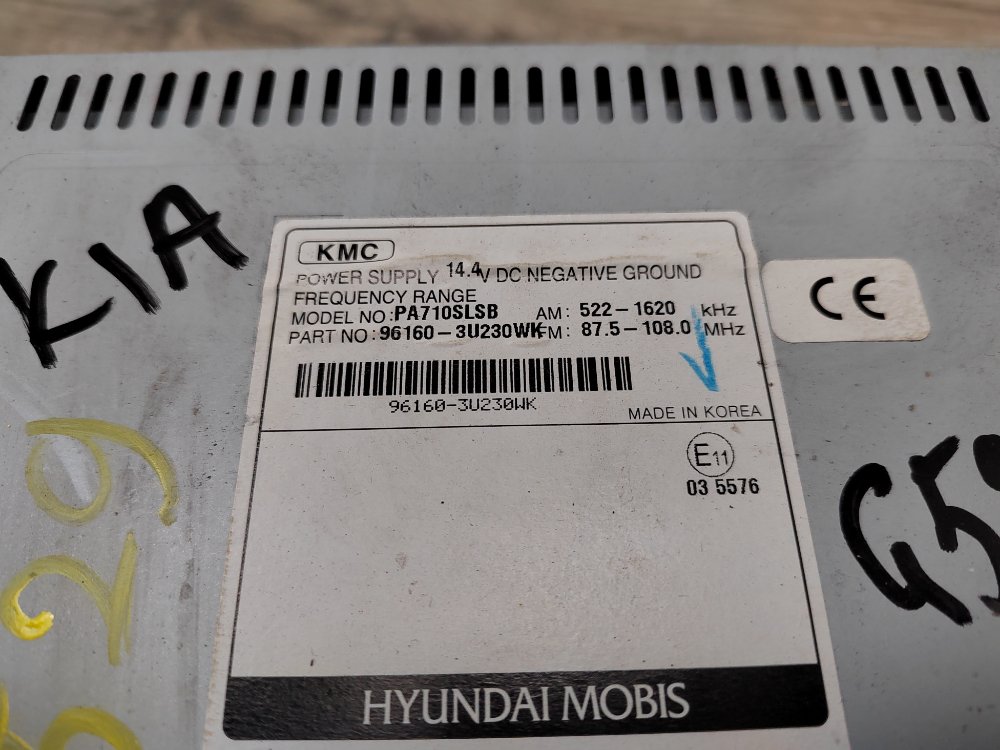 KIA
KMC
POWER SUPPLY 14.4V DC NEGATIVE GROUND
FREQUENCY RANGE
MODEL NO: PA710SLSB AM: 522-1620 kHz
PART NO: 96160-3U230WK FM: 87.5-108.0 MHz
96160-3U230WK
MADE IN KOREA
CE
E11
03 5576
HYUNDAI MOBIS
29